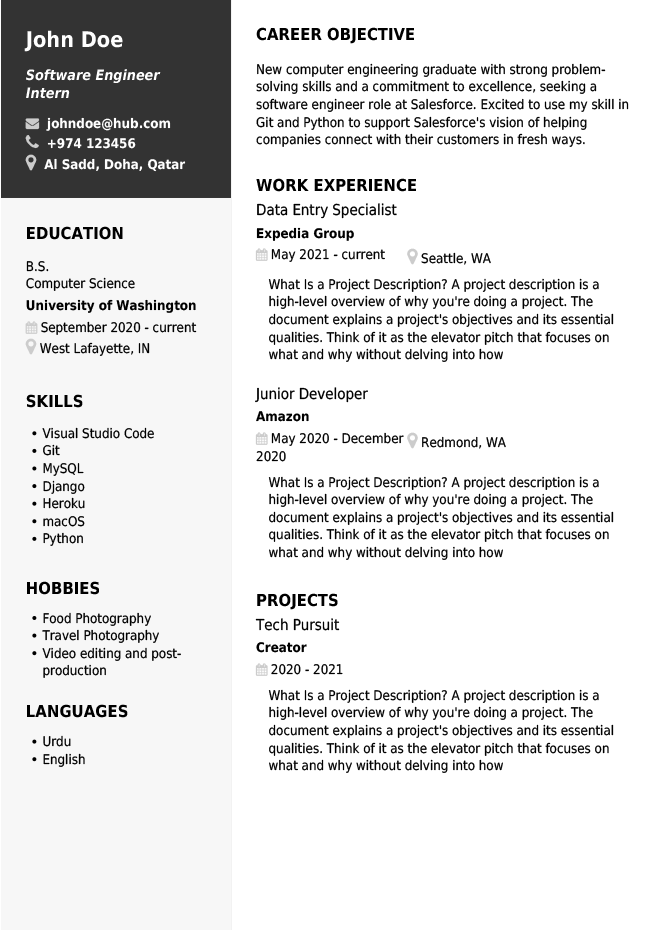 John Doe
Software Engineer
Intern
johndoe@hub.com
+974 123456
Al Sadd, Doha, Qatar
EDUCATION
B.S.
Computer Science
University of Washington
September 2020 - current
West Lafayette, IN
SKILLS
• Visual Studio Code
• Git
• MySQL
• Django
• Heroku
• macOS
• Python
HOBBIES
• Food Photography
• Travel Photography
• Video editing and post-
production
LANGUAGES
• Urdu
• English
CAREER OBJECTIVE
New computer engineering graduate with strong problem-
solving skills and a commitment to excellence, seeking a
software engineer role at Salesforce. Excited to use my skill in
Git and Python to support Salesforce's vision of helping
companies connect with their customers in fresh ways.
WORK EXPERIENCE
Data Entry Specialist
Expedia Group
May 2021 - current Seattle, WA
What Is a Project Description? A project description is a
high-level overview of why you're doing a project. The
document explains a project's objectives and its essential
qualities. Think of it as the elevator pitch that focuses on
what and why without delving into how
Junior Developer
Amazon
May 2020 - December Redmond, WA
2020
What Is a Project Description? A project description is a
high-level overview of why you're doing a project. The
document explains a project's objectives and its essential
qualities. Think of it as the elevator pitch that focuses on
what and why without delving into how
PROJECTS
Tech Pursuit
Creator
2020 - 2021
What Is a Project Description? A project description is a
high-level overview of why you're doing a project. The
document explains a project's objectives and its essential
qualities. Think of it as the elevator pitch that focuses on
what and why without delving into how